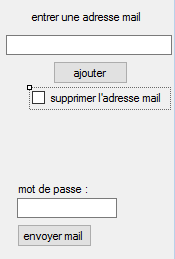 entrer une adresse mail
ajouter
supprimer l'adresse mail
mot de passe :
envoyer mail